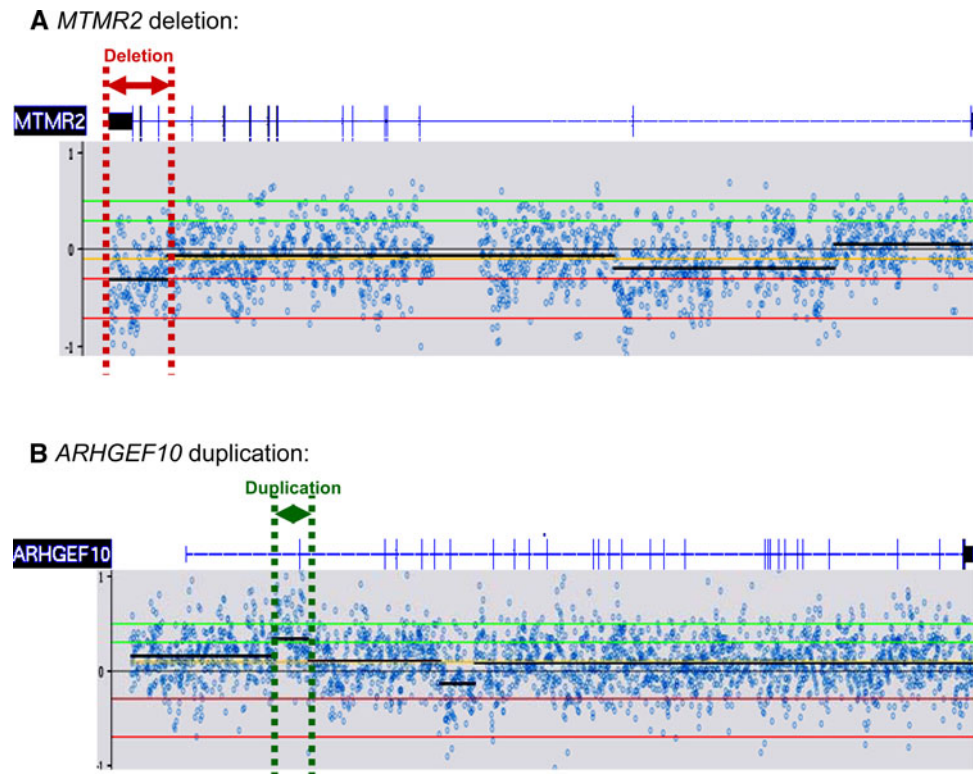 A MTMR2 deletion:
Deletion
MTMR2
1
0
-1
B ARHGEF10 duplication:
Duplication
ARHGEF10
1
0
-1